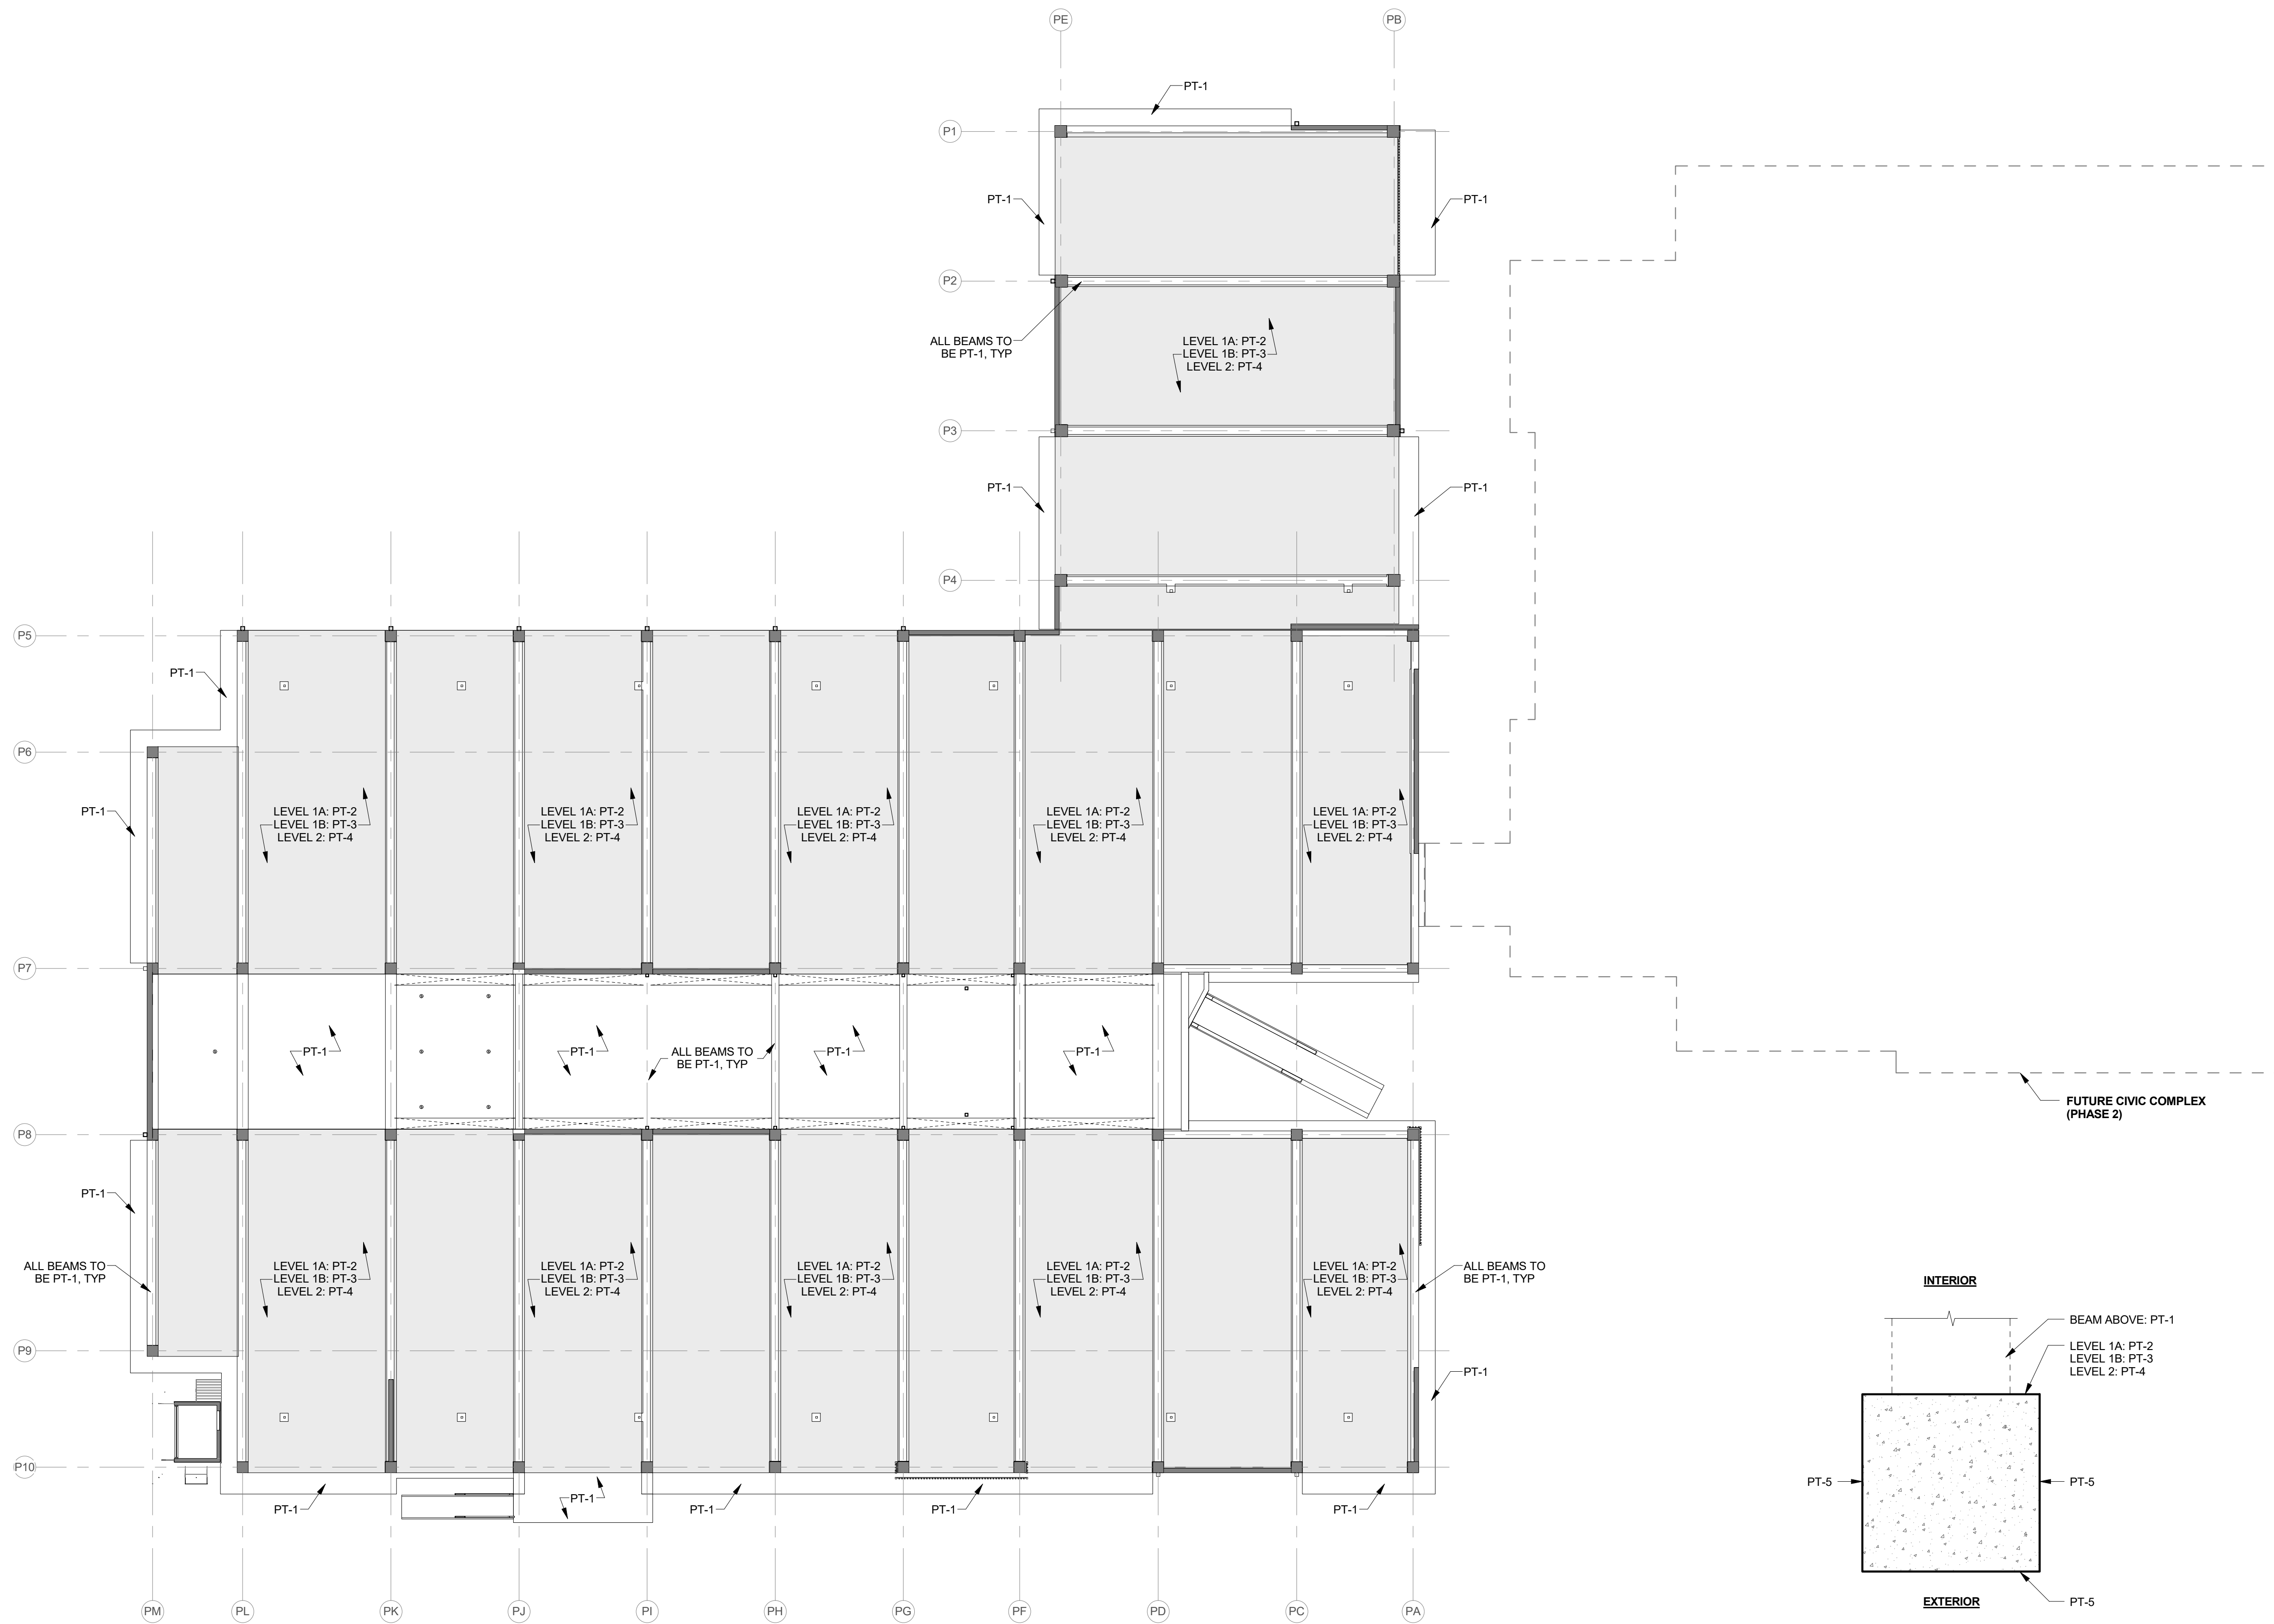 PE
PB
PT-1
P1
PT-1
PT-1
P2
ALL BEAMS TO
BE PT-1, TYP
LEVEL 1A: PT-2
LEVEL 1B: PT-3
LEVEL 2: PT-4
P3
PT-1
PT-1
P4
P5
PT-1
P6
PT-1
LEVEL 1A: PT-2
LEVEL 1B: PT-3
LEVEL 2: PT-4
LEVEL 1A: PT-2
LEVEL 1B: PT-3
LEVEL 2: PT-4
LEVEL 1A: PT-2
LEVEL 1B: PT-3
LEVEL 2: PT-4
LEVEL 1A: PT-2
LEVEL 1B: PT-3
LEVEL 2: PT-4
LEVEL 1A: PT-2
LEVEL 1B: PT-3
LEVEL 2: PT-4
P7
PT-1
PT-1
ALL BEAMS TO
BE PT-1, TYP
PT-1
PT-1
FUTURE CIVIC COMPLEX
(PHASE 2)
P8
PT-1
ALL BEAMS TO
BE PT-1, TYP
LEVEL 1A: PT-2
LEVEL 1B: PT-3
LEVEL 2: PT-4
LEVEL 1A: PT-2
LEVEL 1B: PT-3
LEVEL 2: PT-4
LEVEL 1A: PT-2
LEVEL 1B: PT-3
LEVEL 2: PT-4
LEVEL 1A: PT-2
LEVEL 1B: PT-3
LEVEL 2: PT-4
LEVEL 1A: PT-2
LEVEL 1B: PT-3
LEVEL 2: PT-4
ALL BEAMS TO
BE PT-1, TYP
INTERIOR
BEAM ABOVE: PT-1
LEVEL 1A: PT-2
LEVEL 1B: PT-3
LEVEL 2: PT-4
P9
PT-1
P10
PT-5
PT-5
PT-1
PT-1
PT-1
PT-1
PT-1
EXTERIOR
PT-5
PM
PL
PK
PJ
PI
PH
PG
PF
PD
PC
PA